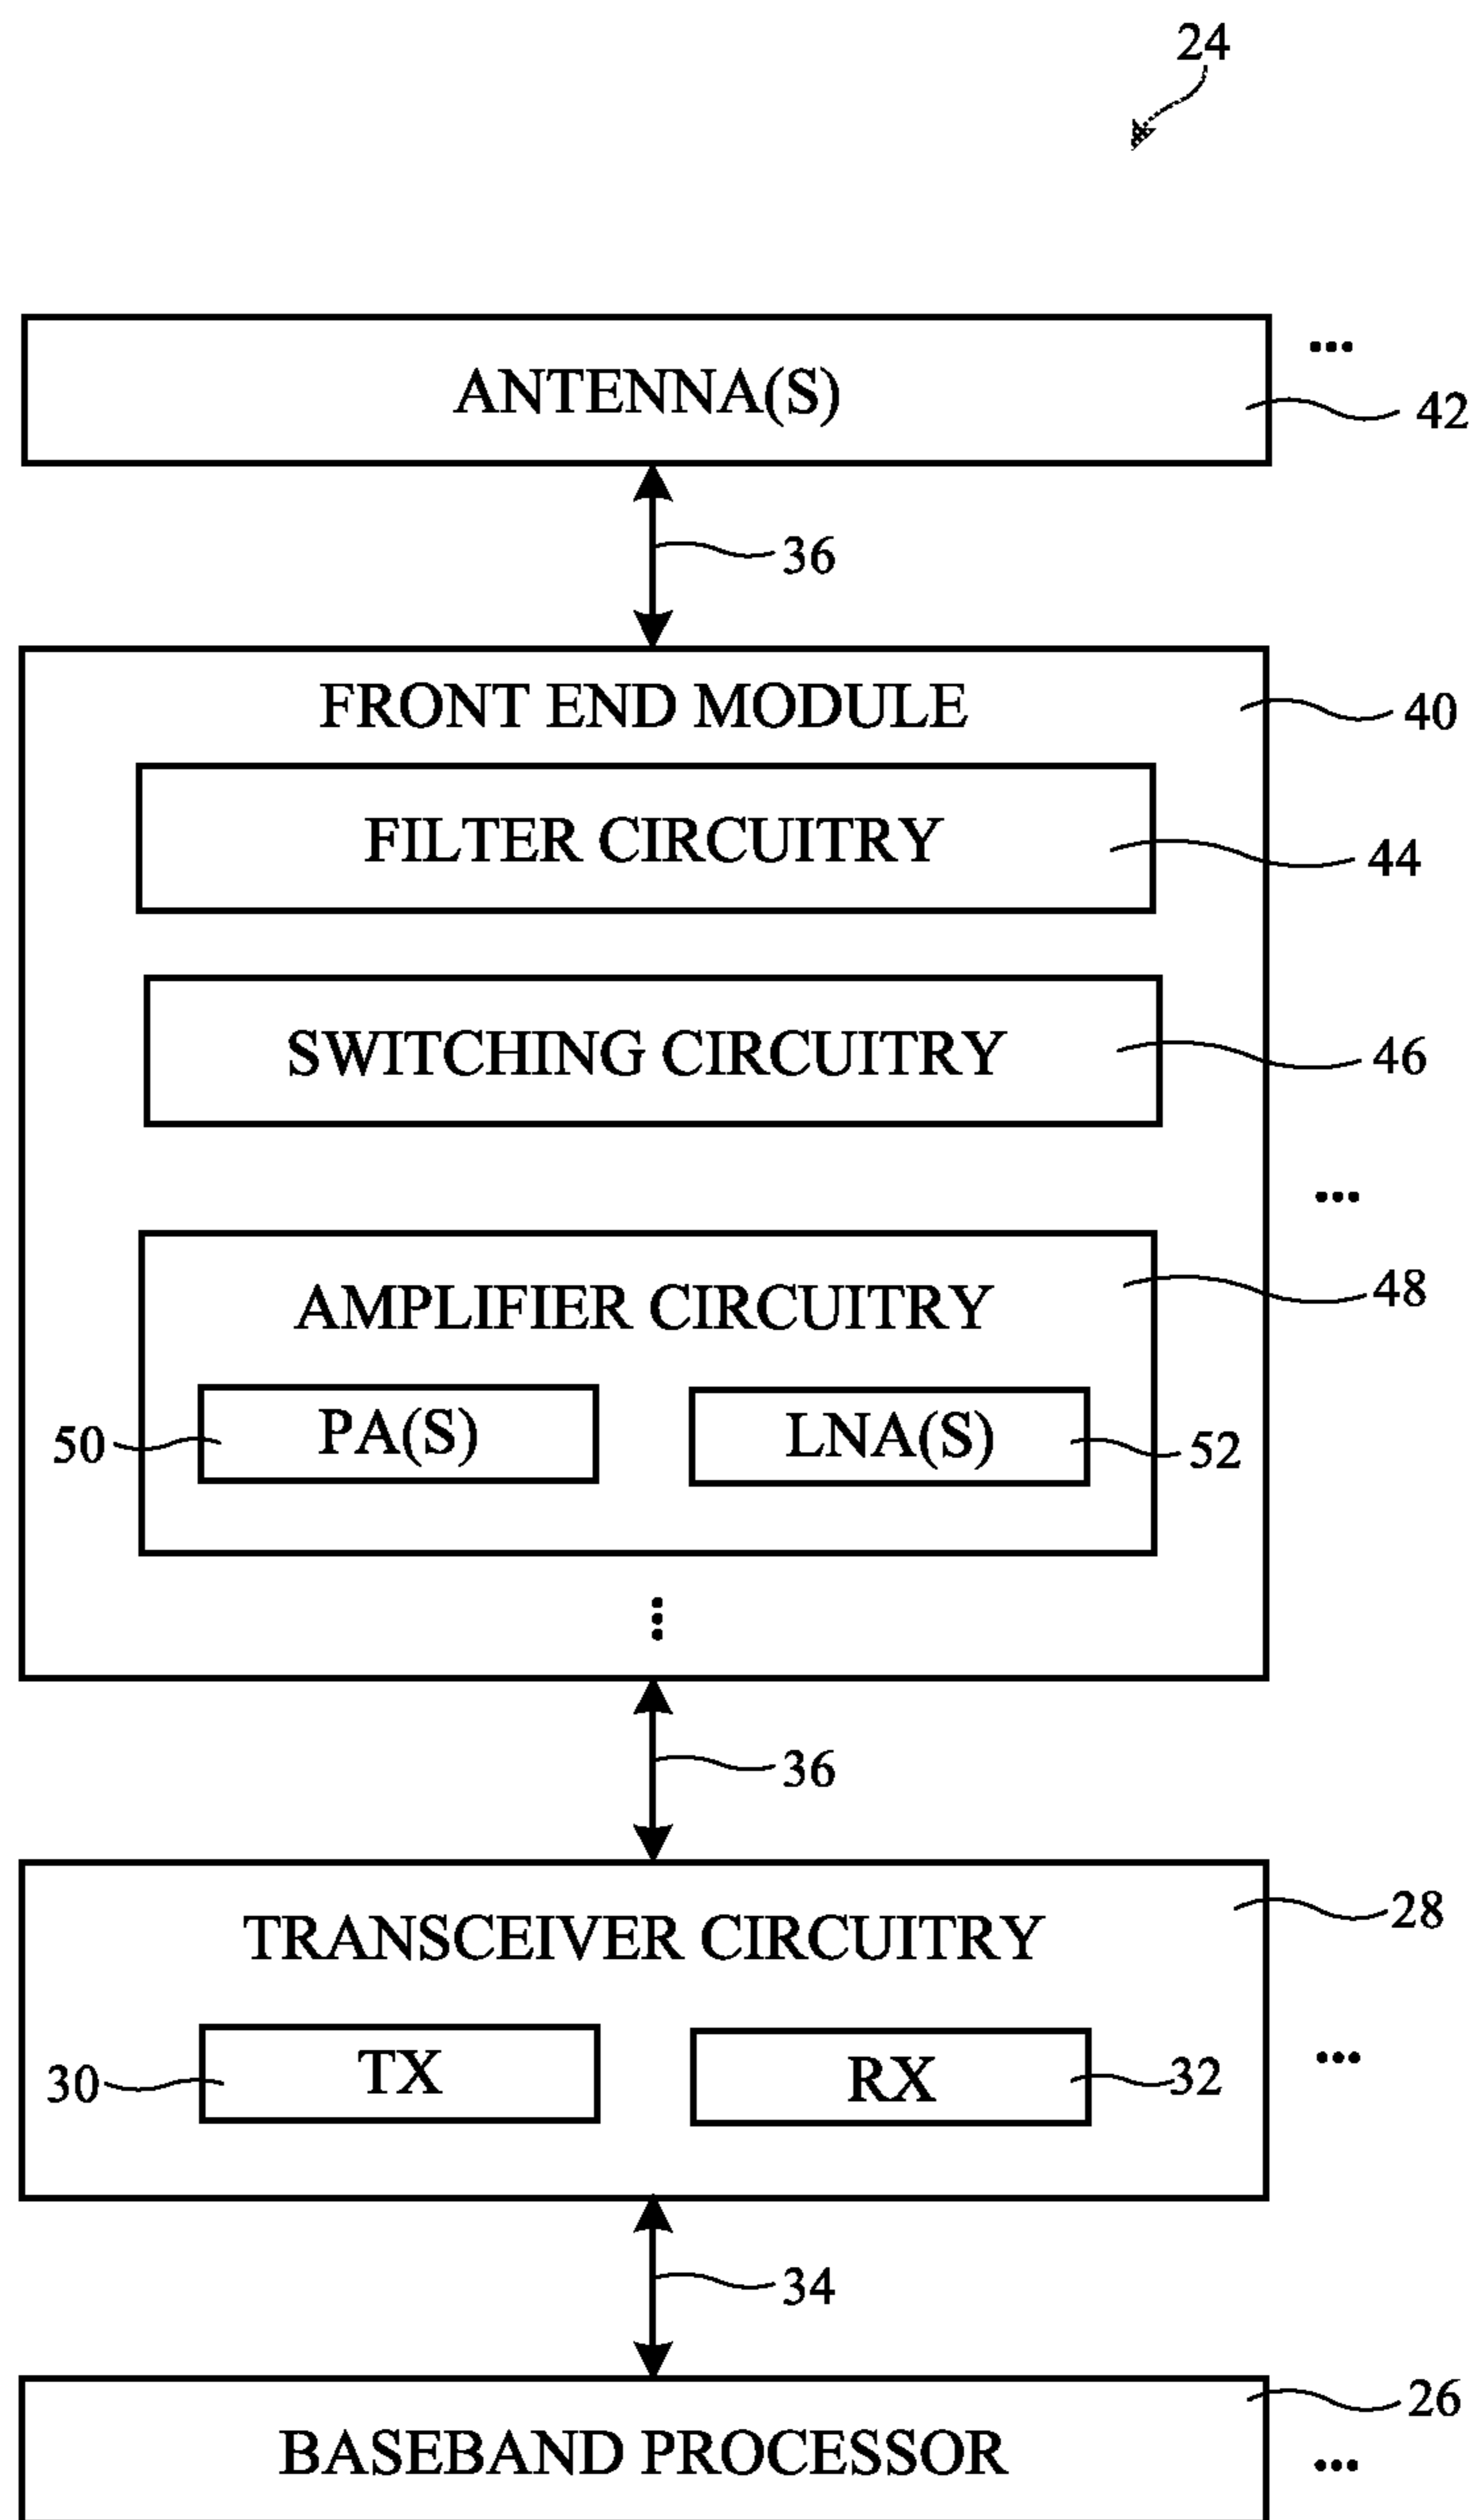 24
ANTENNA(S)
...
42
36
FRONT END MODULE
40
FILTER CIRCUITRY
44
SWITCHING CIRCUITRY
46
...
AMPLIFIER CIRCUITRY
48
50
PA(S)
LNA(S)
52
...
36
TRANSCEIVER CIRCUITRY
28
30
TX
RX
32
...
34
BASEBAND PROCESSOR
26
...